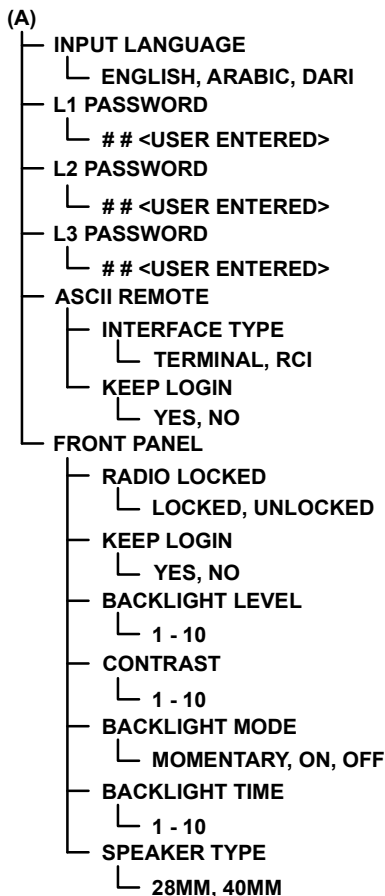 (A)
INPUT LANGUAGE
ENGLISH, ARABIC, DARI
L1 PASSWORD
# # <USER ENTERED>
L2 PASSWORD
# # <USER ENTERED>
L3 PASSWORD
# # <USER ENTERED>
ASCII REMOTE
INTERFACE TYPE
TERMINAL, RCI
KEEP LOGIN
YES, NO
FRONT PANEL
RADIO LOCKED
LOCKED, UNLOCKED
KEEP LOGIN
YES, NO
BACKLIGHT LEVEL
1 - 10
CONTRAST
1 - 10
BACKLIGHT MODE
MOMENTARY, ON, OFF
BACKLIGHT TIME
1 - 10
SPEAKER TYPE
28MM, 40MM